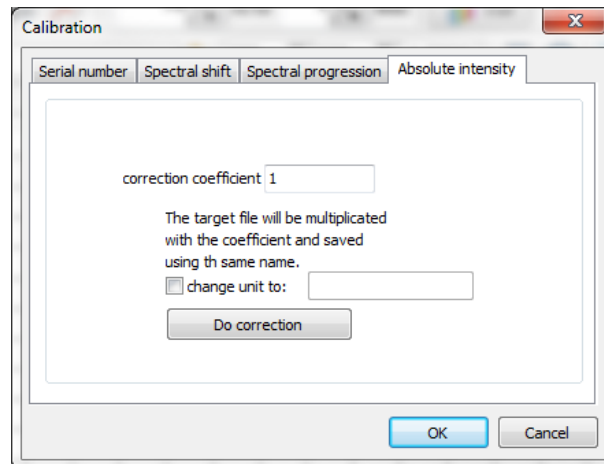 Calibration
Serial number Spectral shift Spectral progression Absolute intensity
correction coefficient 1
The target file will be multiplicated
with the coefficient and saved
using th same name.
change unit to:
Do correction
OK Cancel